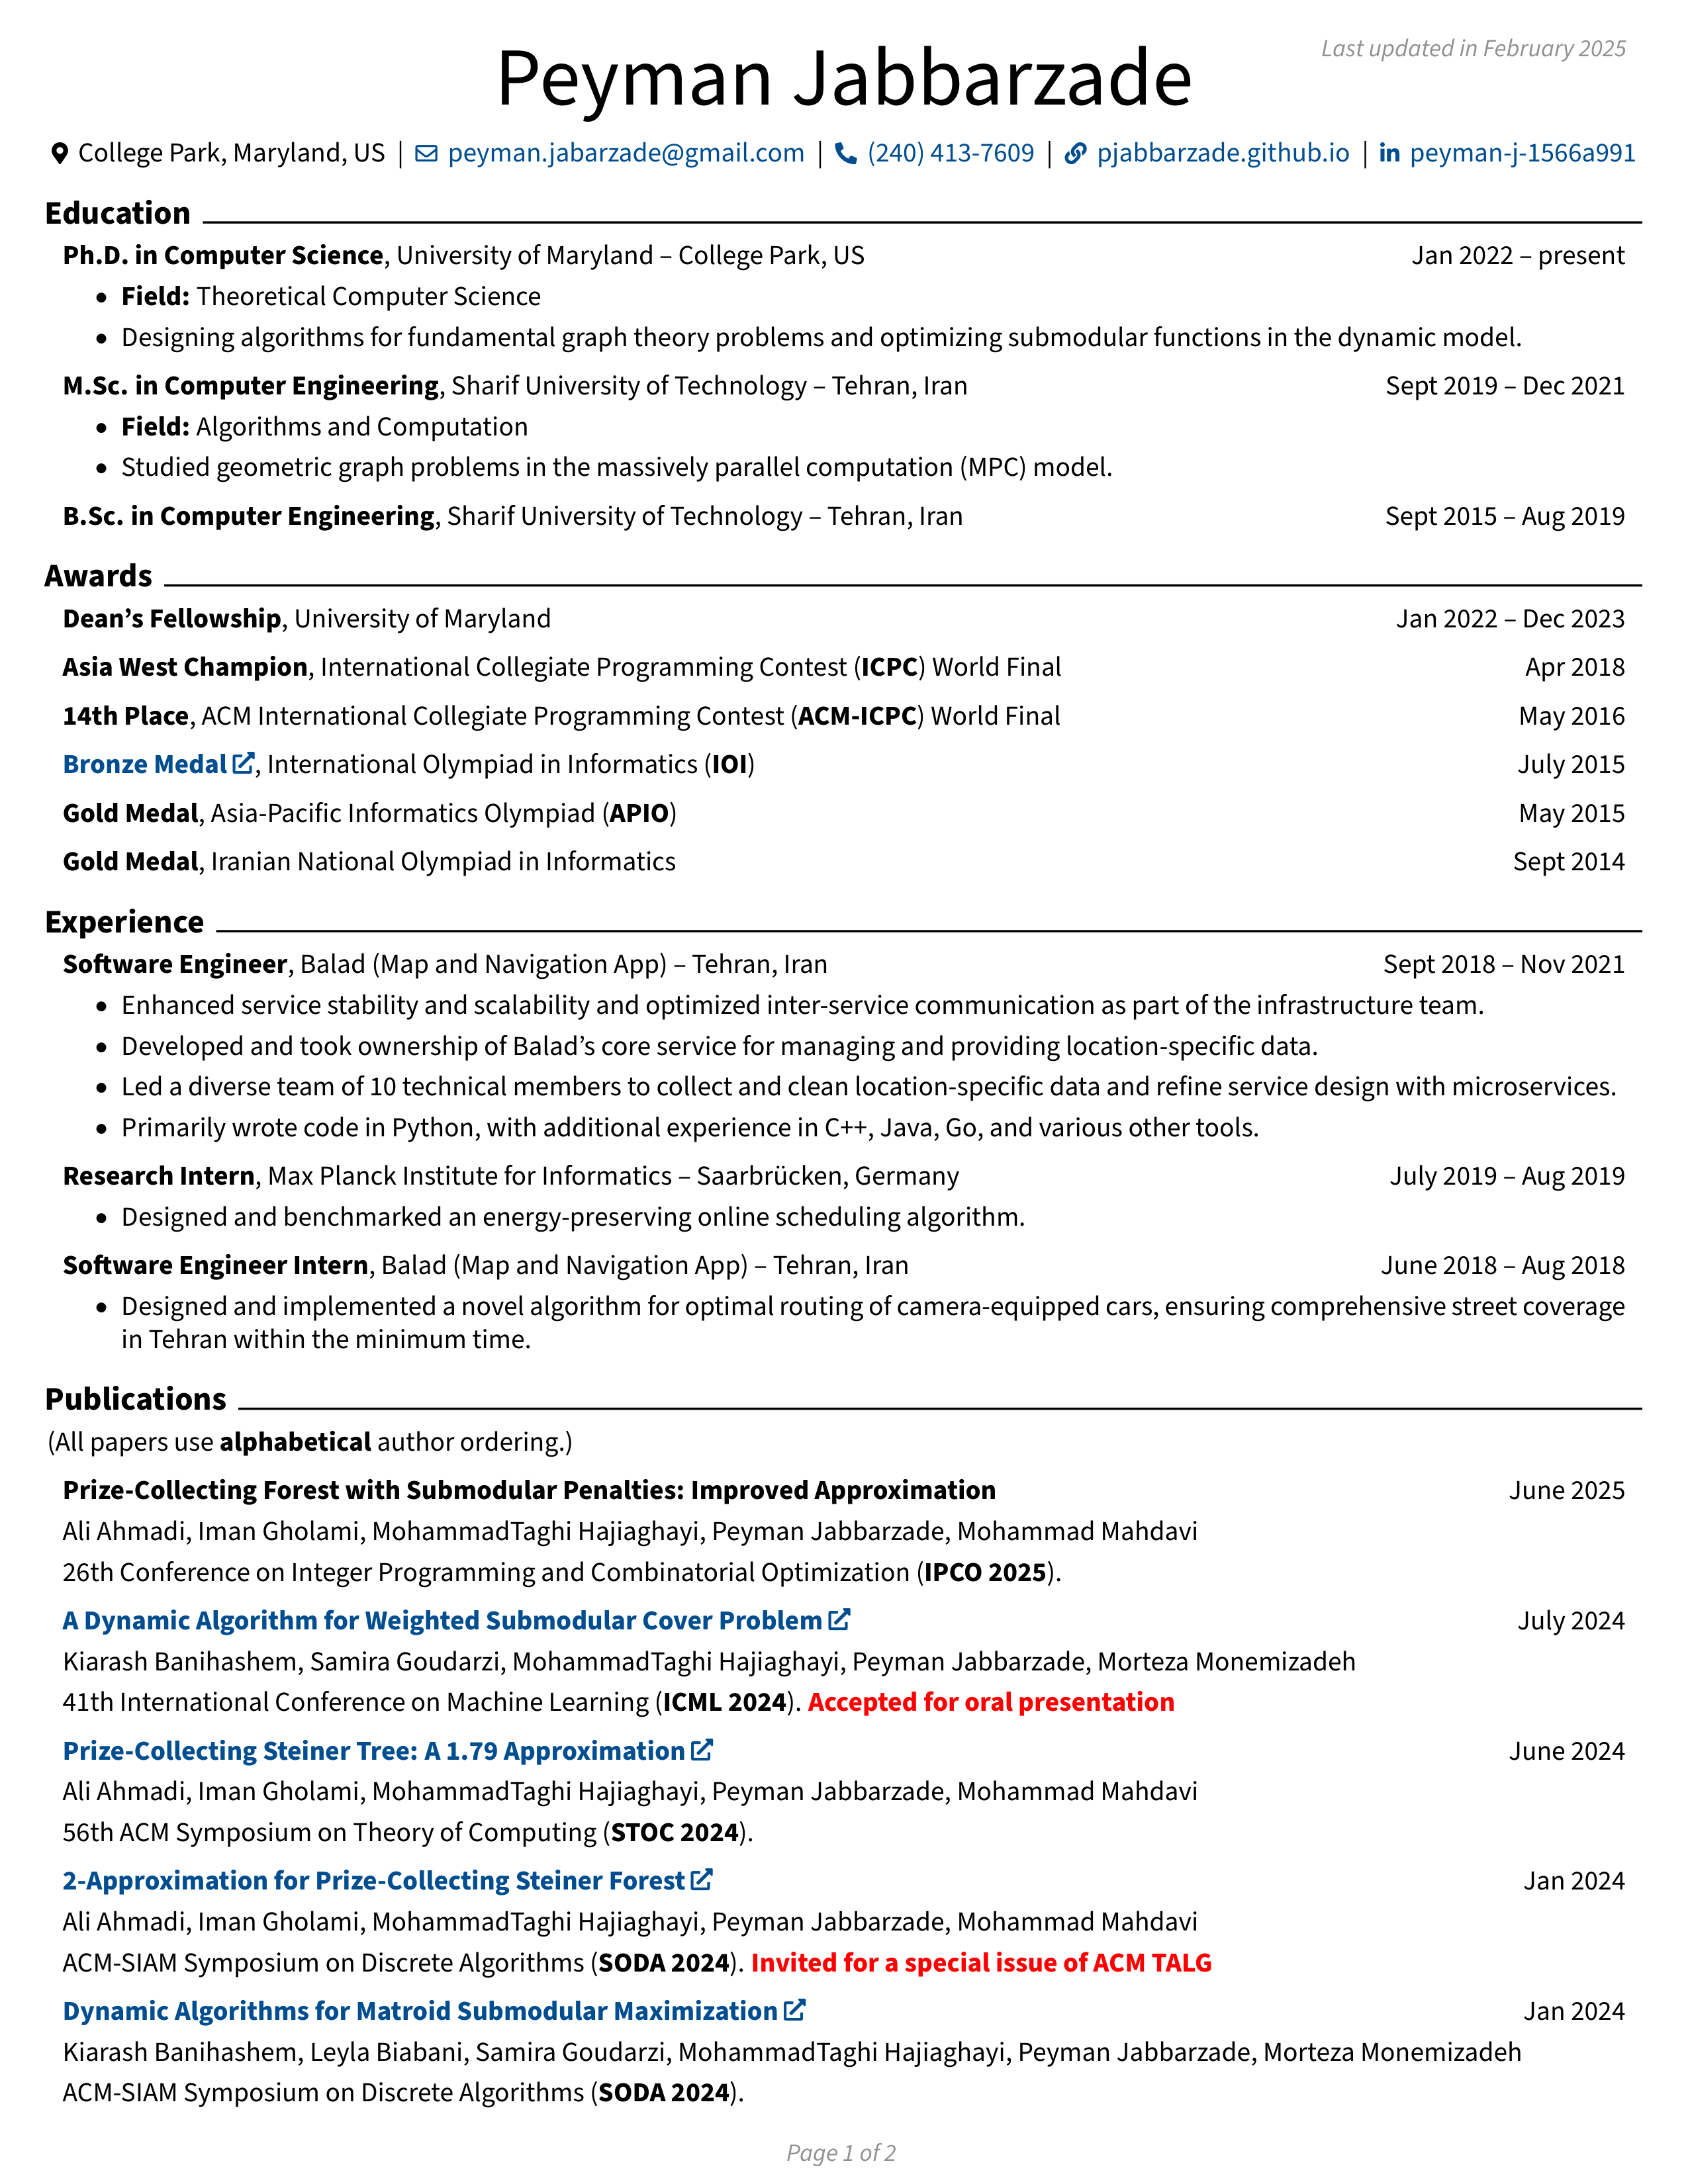 Last updated in February 2025
Peyman Jabbarzade
College Park, Maryland, US | peyman.jabarzade@gmail.com | (240) 413-7609 | pjabbarzade.github.io | in peyman-j-1566a991
Education
Ph.D. in Computer Science, University of Maryland – College Park, US Jan 2022 – present
• Field: Theoretical Computer Science
• Designing algorithms for fundamental graph theory problems and optimizing submodular functions in the dynamic model.
M.Sc. in Computer Engineering, Sharif University of Technology – Tehran, Iran Sept 2019 – Dec 2021
• Field: Algorithms and Computation
• Studied geometric graph problems in the massively parallel computation (MPC) model.
B.Sc. in Computer Engineering, Sharif University of Technology – Tehran, Iran Sept 2015 – Aug 2019
Awards
Dean’s Fellowship, University of Maryland Jan 2022 – Dec 2023
Asia West Champion, International Collegiate Programming Contest (ICPC) World Final Apr 2018
14th Place, ACM International Collegiate Programming Contest (ACM-ICPC) World Final May 2016
Bronze Medal, International Olympiad in Informatics (IOI) July 2015
Gold Medal, Asia-Pacific Informatics Olympiad (APIO) May 2015
Gold Medal, Iranian National Olympiad in Informatics Sept 2014
Experience
Software Engineer, Balad (Map and Navigation App) – Tehran, Iran Sept 2018 – Nov 2021
• Enhanced service stability and scalability and optimized inter-service communication as part of the infrastructure team.
• Developed and took ownership of Balad’s core service for managing and providing location-specific data.
• Led a diverse team of 10 technical members to collect and clean location-specific data and refine service design with microservices.
• Primarily wrote code in Python, with additional experience in C++, Java, Go, and various other tools.
Research Intern, Max Planck Institute for Informatics – Saarbrücken, Germany July 2019 – Aug 2019
• Designed and benchmarked an energy-preserving online scheduling algorithm.
Software Engineer Intern, Balad (Map and Navigation App) – Tehran, Iran June 2018 – Aug 2018
• Designed and implemented a novel algorithm for optimal routing of camera-equipped cars, ensuring comprehensive street coverage
in Tehran within the minimum time.
Publications
(All papers use alphabetical author ordering.)
Prize-Collecting Forest with Submodular Penalties: Improved Approximation June 2025
Ali Ahmadi, Iman Gholami, MohammadTaghi Hajiaghayi, Peyman Jabbarzade, Mohammad Mahdavi
26th Conference on Integer Programming and Combinatorial Optimization (IPCO 2025).
A Dynamic Algorithm for Weighted Submodular Cover Problem July 2024
Kiarash Banihashem, Samira Goudarzi, MohammadTaghi Hajiaghayi, Peyman Jabbarzade, Morteza Monemizadeh
41th International Conference on Machine Learning (ICML 2024). Accepted for oral presentation
Prize-Collecting Steiner Tree: A 1.79 Approximation June 2024
Ali Ahmadi, Iman Gholami, MohammadTaghi Hajiaghayi, Peyman Jabbarzade, Mohammad Mahdavi
56th ACM Symposium on Theory of Computing (STOC 2024).
2-Approximation for Prize-Collecting Steiner Forest Jan 2024
Ali Ahmadi, Iman Gholami, MohammadTaghi Hajiaghayi, Peyman Jabbarzade, Mohammad Mahdavi
ACM-SIAM Symposium on Discrete Algorithms (SODA 2024). Invited for a special issue of ACM TALG
Dynamic Algorithms for Matroid Submodular Maximization Jan 2024
Kiarash Banihashem, Leyla Biabani, Samira Goudarzi, MohammadTaghi Hajiaghayi, Peyman Jabbarzade, Morteza Monemizadeh
ACM-SIAM Symposium on Discrete Algorithms (SODA 2024).
Page 1 of 2